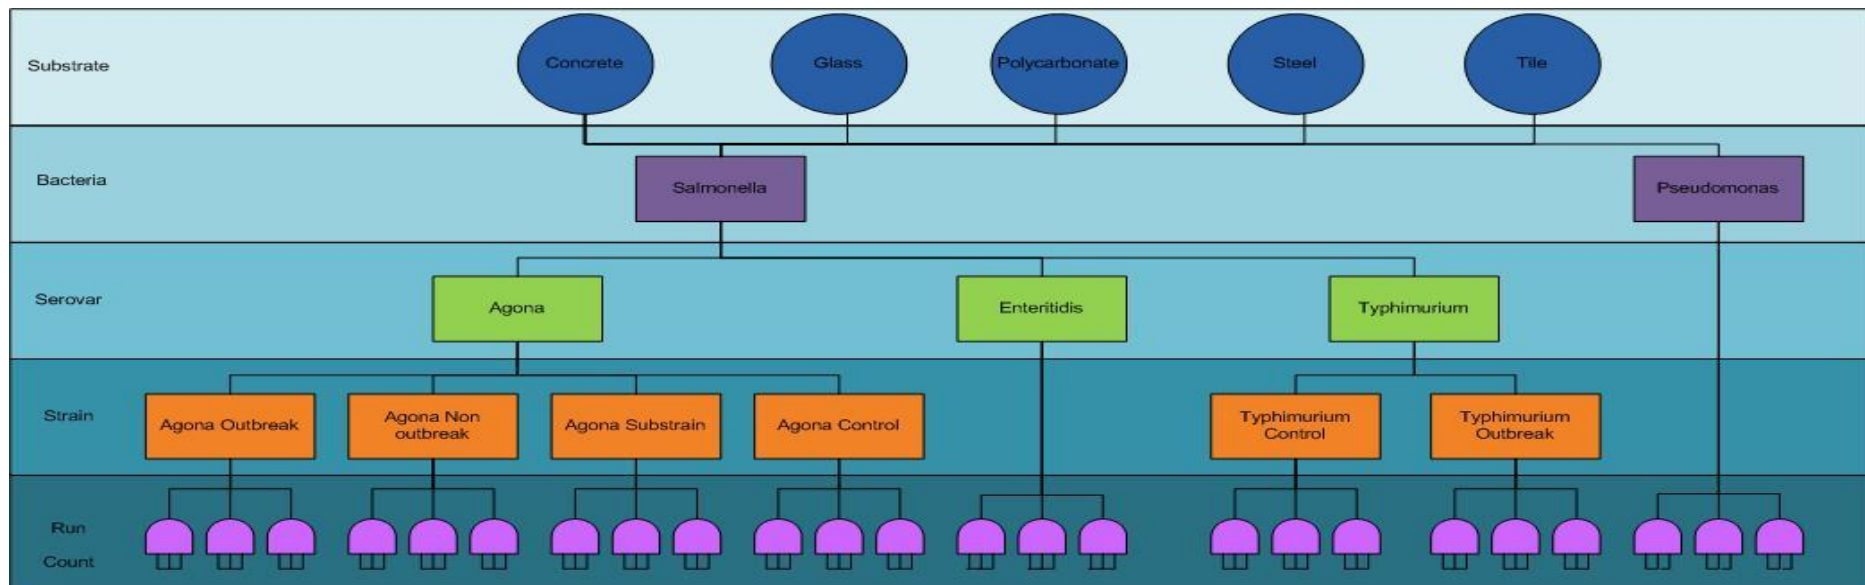 Substrate
Concrete
Glass
Polycarbonate
Steel
Tile
Bacteria
Salmonella
Pseudomonas
Serovar
Agona
Enteritidis
Typhimurium
Strain
Agona Outbreak
Agona Non
outbreak
Agona Substrain
Agona Control
Typhimurium
Control
Typhimurium
Outbreak
Run
Count